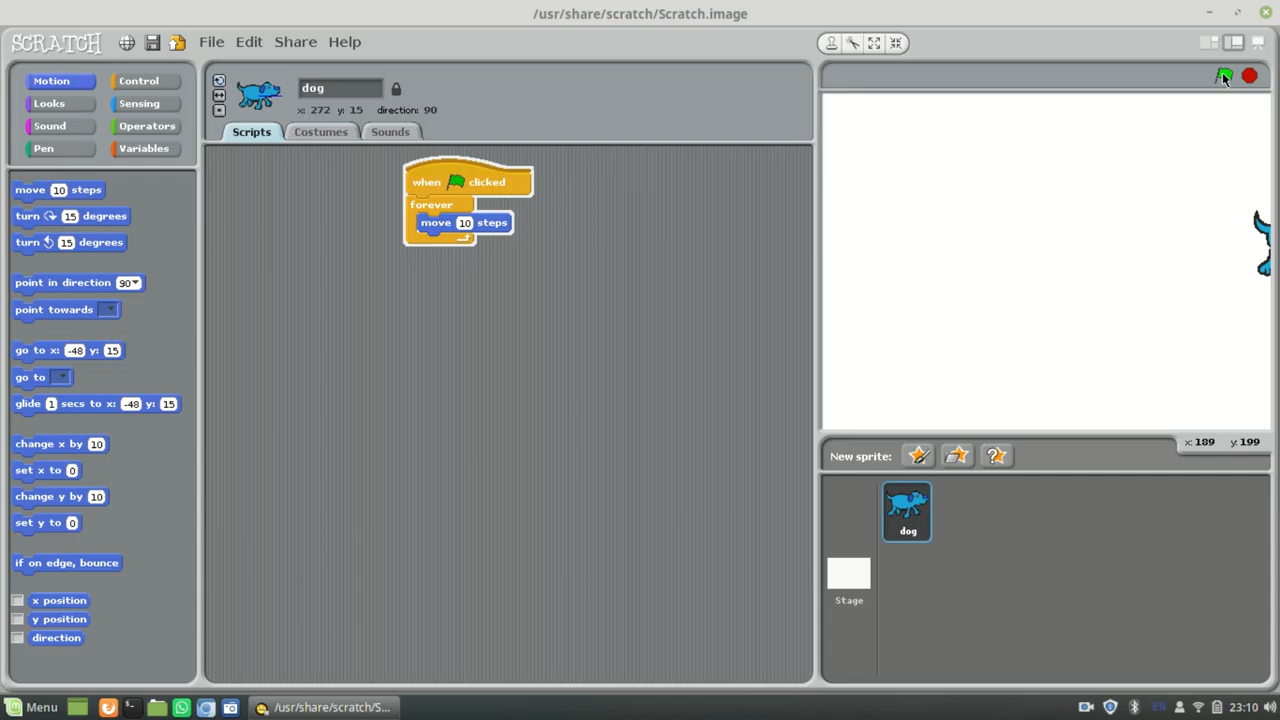 /usr/share/scratch/Scratch.image
SCRATCH File Edit Share Help
Motion Control
Looks Sensing
Sound Operators
Pen Variables
move 10 steps
turn 15 degrees
turn 15 degrees
point in direction 90
point towards
go to x: -48 y: 15
go to
glide 1 secs to x: -48 y: 15
change x by 10
set x to 0
change y by 10
set y to 0
if on edge, bounce
x position
y position
direction
dog
x: 272 y: 15 direction: 90
Scripts Costumes Sounds
when clicked
forever
move 10 steps
x: 189 y: 199
New sprite:
dog
Stage
Menu /usr/share/scratch/S... EN 23:10